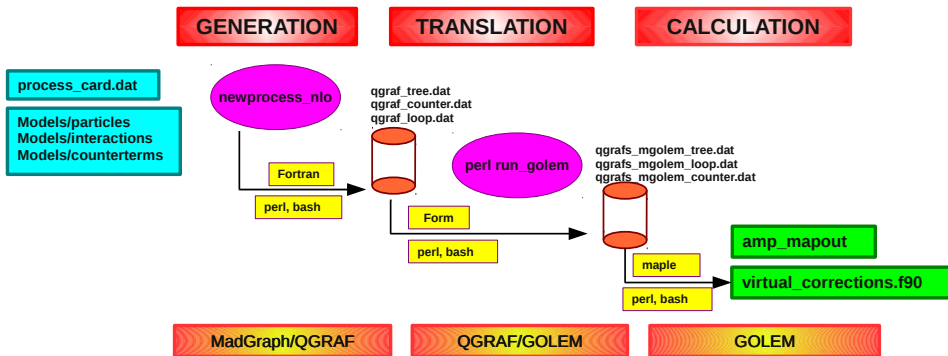 GENERATION
TRANSLATION
CALCULATION
process_card.dat
Models/particles
Models/interactions
Models/counterterms
newprocess_nlo
qgraf_tree.dat
qgraf_counter.dat
qgraf_loop.dat
Fortran
perl, bash
perl run_golem
qgrafs_mgolem_tree.dat
qgrafs_mgolem_loop.dat
qgrafs_mgolem_counter.dat
Form
perl, bash
maple
perl, bash
amp_mapout
virtual_corrections.f90
MadGraph/QGRAF
QGRAF/GOLEM
GOLEM